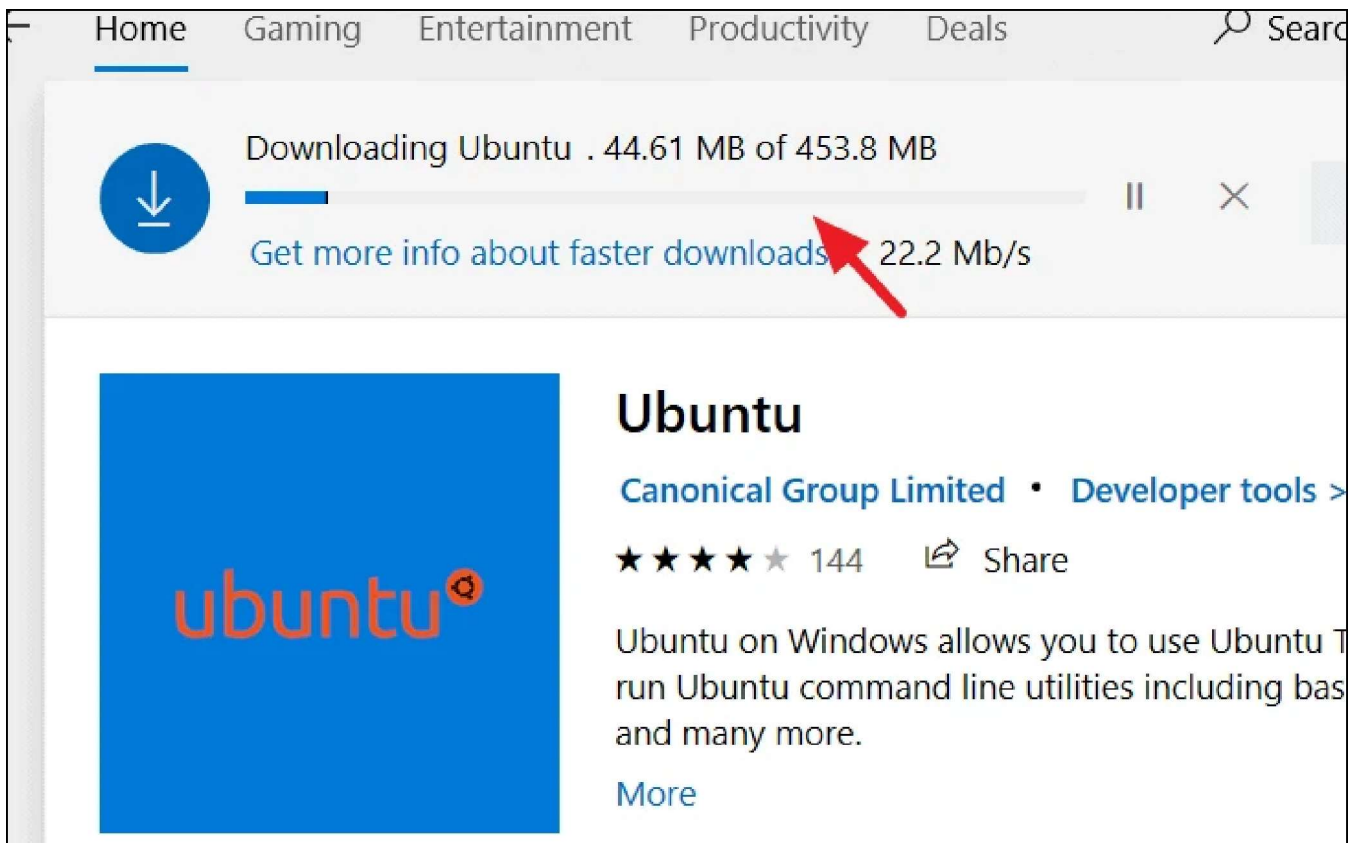 Home Gaming Entertainment Productivity Deals
Downloading Ubuntu . 44.61 MB of 453.8 MB
Get more info about faster downloads 22.2 Mb/s
ubuntu
Ubuntu
Canonical Group Limited • Developer tools >
144 Share
Ubuntu on Windows allows you to use Ubuntu
run Ubuntu command line utilities including
and many more.
More